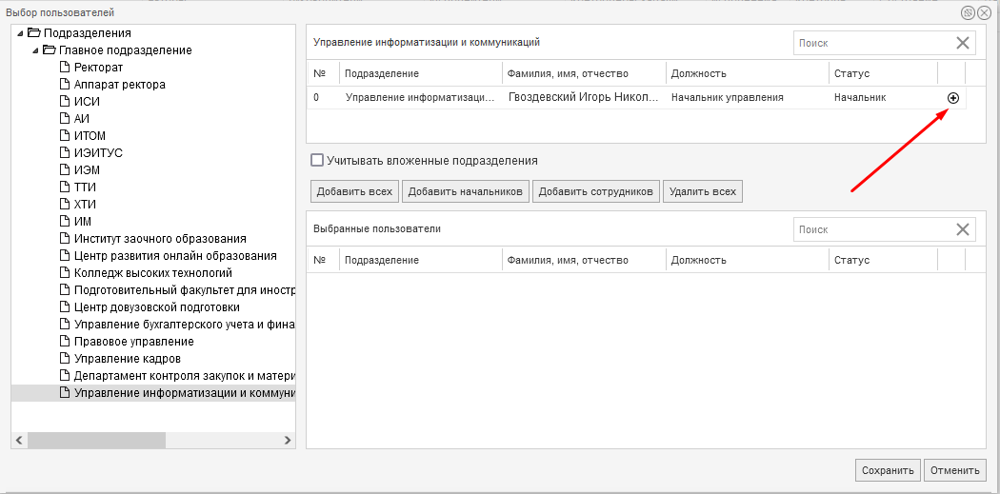 Выбор пользователей
Подразделения
Главное подразделение
Ректорат
Аппарат ректора
ИСИ
АИ
ИТОМ
ИЭИТУС
ИЭМ
ТТИ
ХТИ
ИМ
Институт заочного образования
Центр развития онлайн образования
Колледж высоких технологий
Подготовительный факультет для иностр
Центр довузовской подготовки
Управление бухгалтерского учета и фина
Правовое управление
Управление кадров
Департамент контроля закупок и матери
Управление информатизации и коммуни
Управление информатизации и коммуникаций
Поиск
№ Подразделение Фамилия, имя, отчество Должность Статус
0 Управление информатизаци... Гвоздевский Игорь Никол... Начальник управления Начальник
Учитывать вложенные подразделения
Добавить всех Добавить начальников Добавить сотрудников Удалить всех
Выбранные пользователи
Поиск
№ Подразделение Фамилия, имя, отчество Должность Статус
Сохранить Отменить